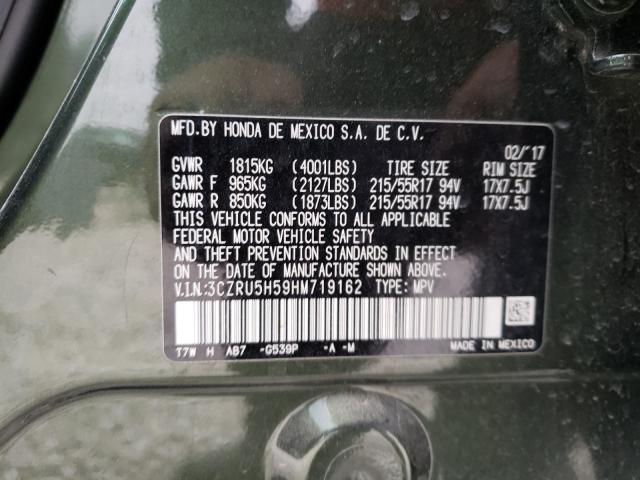 MFD.BY HONDA DE MEXICO S.A. DE C.V.
02/'17
GVWR 1815KG (4001LBS) TIRE SIZE RIM SIZE
GAWR F 965KG (2127LBS) 215/55R17 94V 17X7.5J
GAWR R 850KG (1873LBS) 215/55R17 94V 17X7.5J
THIS VEHICLE CONFORMS TO ALL APPLICABLE
FEDERAL MOTOR VEHICLE SAFETY
AND THEFT PREVENTION STANDARDS IN EFFECT
ON THE DATE OF MANUFACTURE SHOWN ABOVE.
V.I.N.:3CZRU5H59HM719162 TYPE: MPV
T7W H AB7 -G539P -A -M MADE IN MEXICO